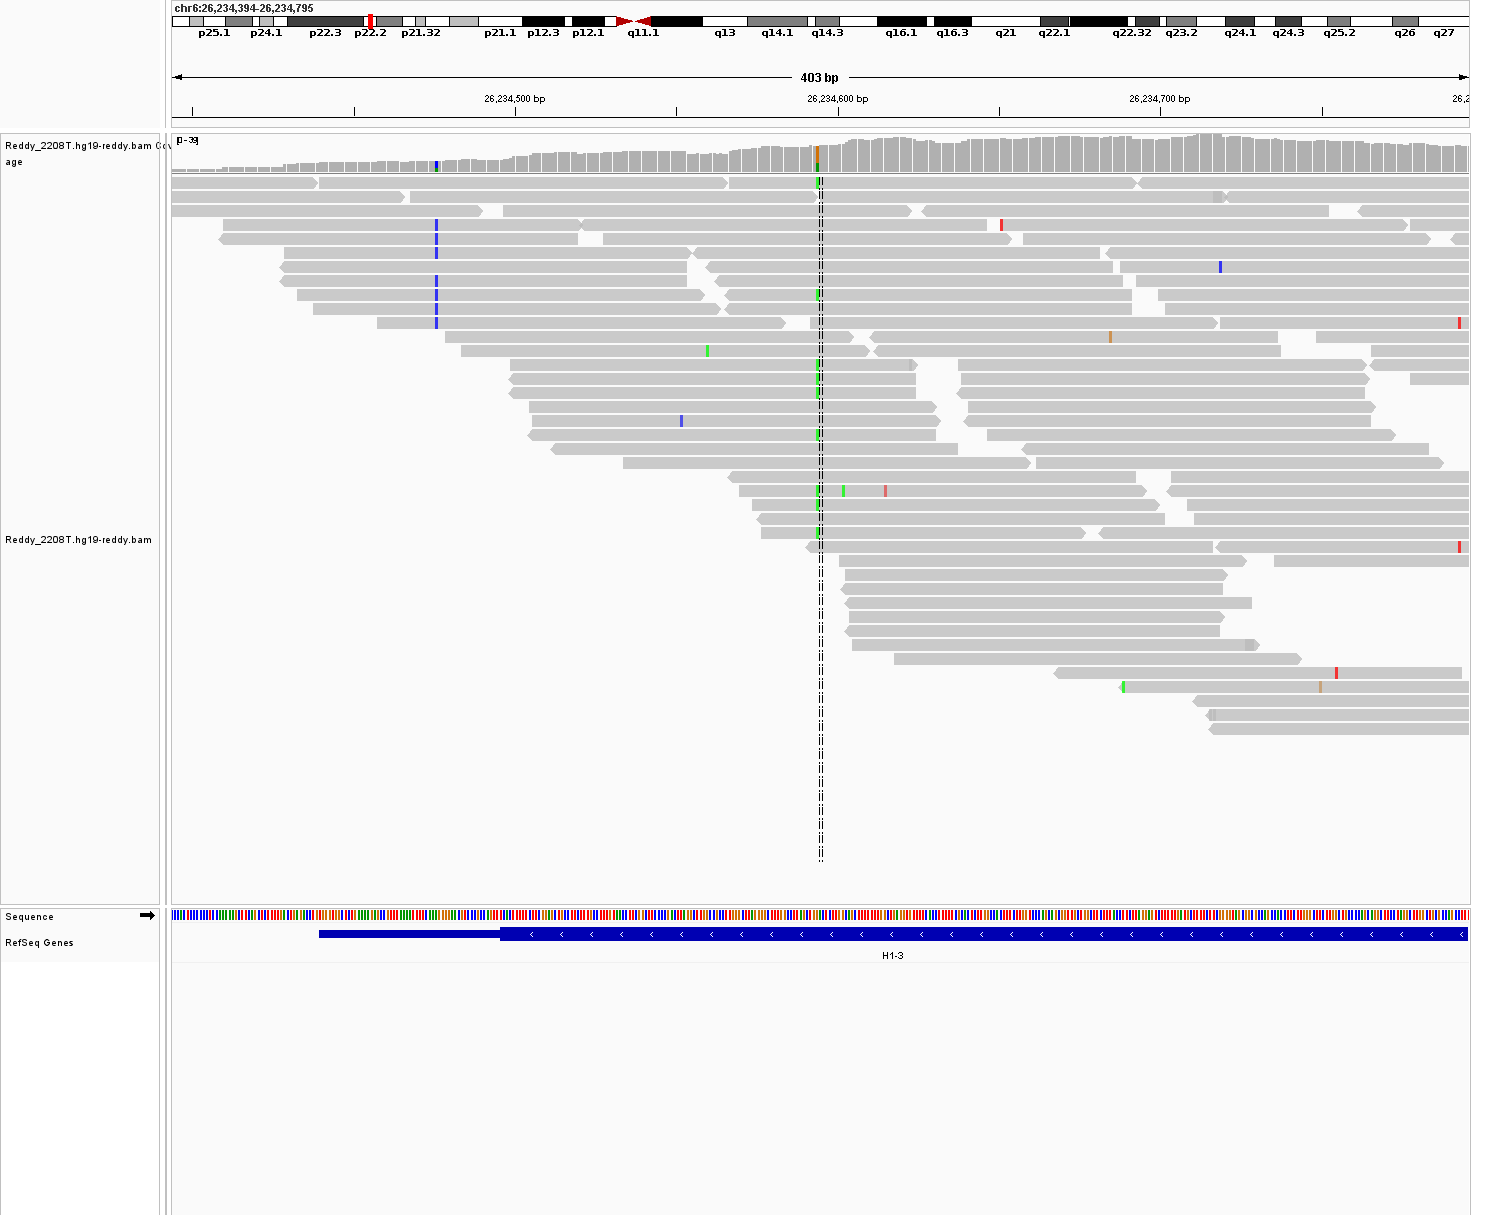 chr6:26,234,394-26,234,795
p25.1 p24.1 p22.3 p22.2 p21.32 p21.1 p12.3 p12.1 q11.1 q13 q14.1 q14.3 q16.1 q16.3 q21 q22.1 q22.32 q23.2 q24.1 q24.3 q25.2 q26 q27
403 bp
26,234,500 bp 26,234,600 bp 26,234,700 bp 26,2
[0-39]
Reddy_2208T.hg19-reddy.bam Cov
age
Reddy_2208T.hg19-reddy.bam
Sequence
RefSeq Genes
H1-3